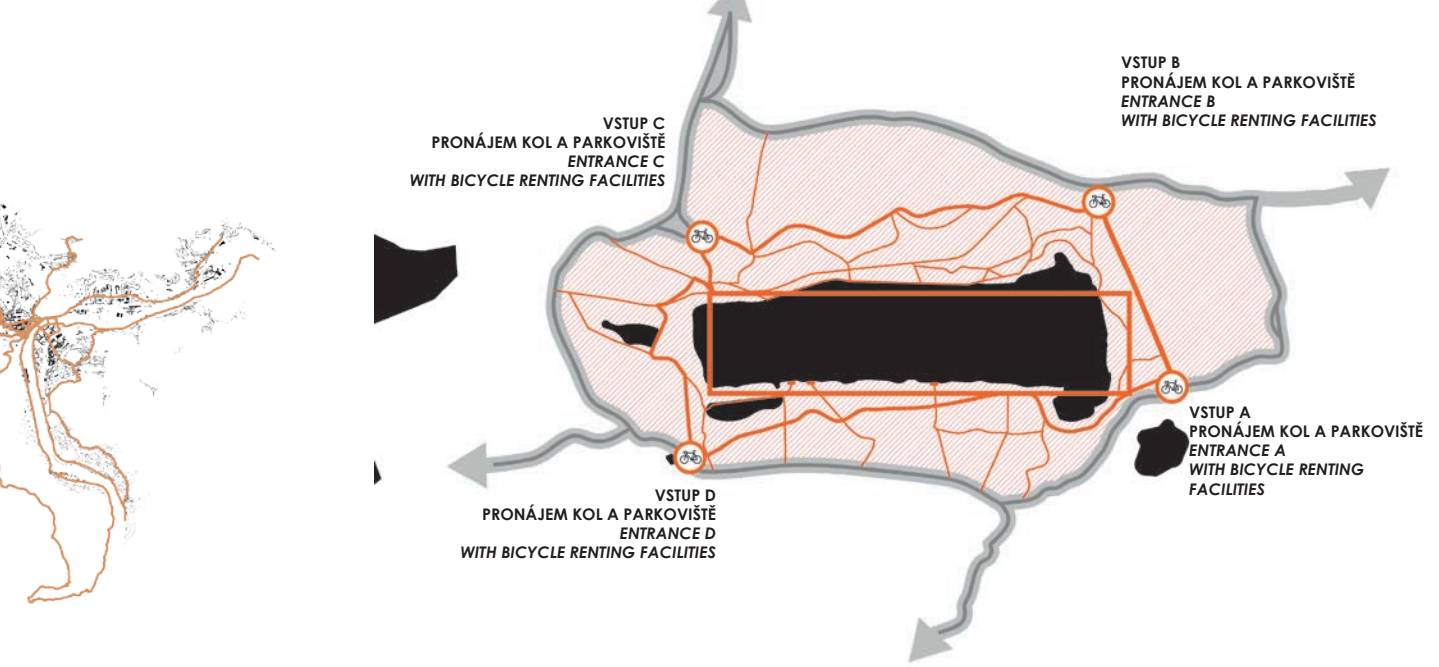 VSTUP B
PRONÁJEM KOL A PARKOVIŠTĚ
ENTRANCE B
WITH BICYCLE RENTING FACILITIES
VSTUP C
PRONÁJEM KOL A PARKOVIŠTĚ
ENTRANCE C
WITH BICYCLE RENTING FACILITIES
VSTUP A
PRONÁJEM KOL A PARKOVIŠTĚ
ENTRANCE A
WITH BICYCLE RENTING
FACILITIES
VSTUP D
PRONÁJEM KOL A PARKOVIŠTĚ
ENTRANCE D
WITH BICYCLE RENTING FACILITIES